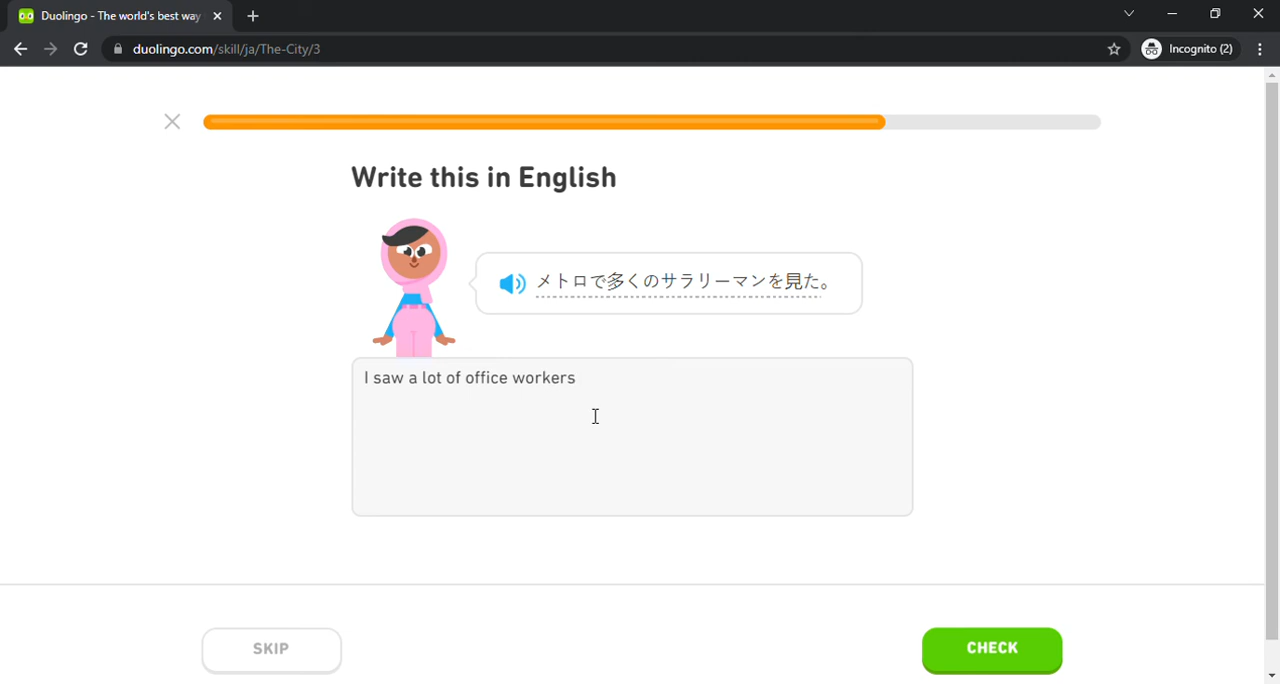 Duolingo - The world's best way
duolingo.com/skill/ja/The-City/3
Incognito (2)
Write this in English
メトロで多くのサラリーマンを見た。
I saw a lot of office workers
SKIP
CHECK